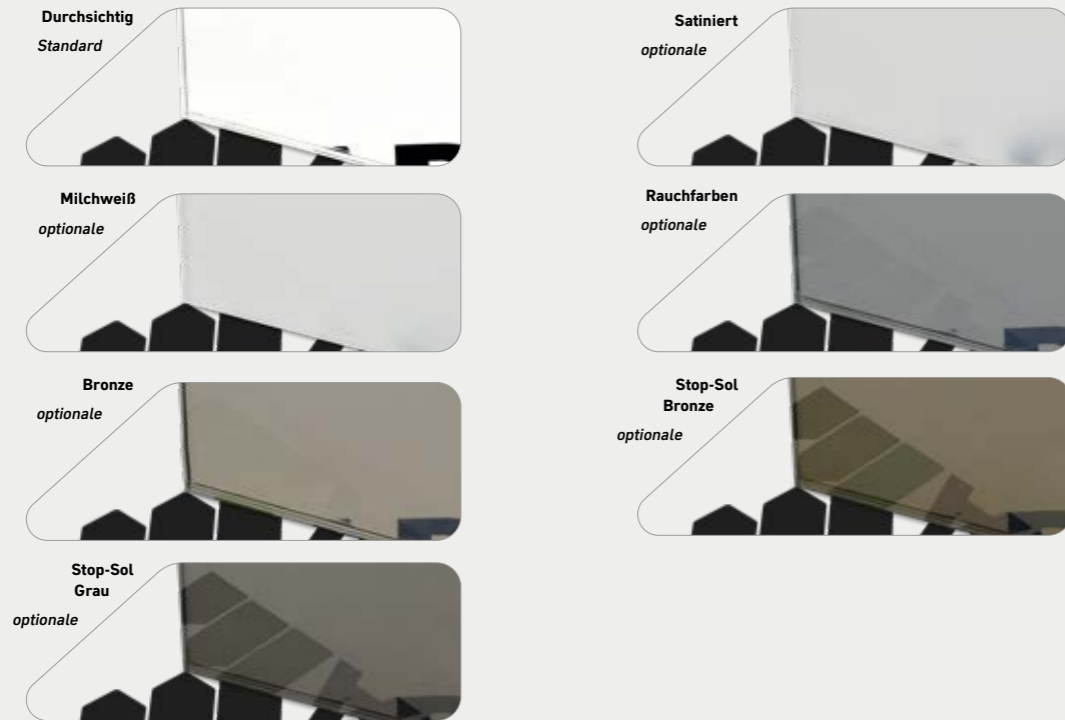 Durchsichtig
Standard
Satiniert
optionale
Milchweiß
optionale
Rauchfarben
optionale
Bronze
optionale
Stop-Sol
Bronze
optionale
Stop-Sol
Grau
optionale